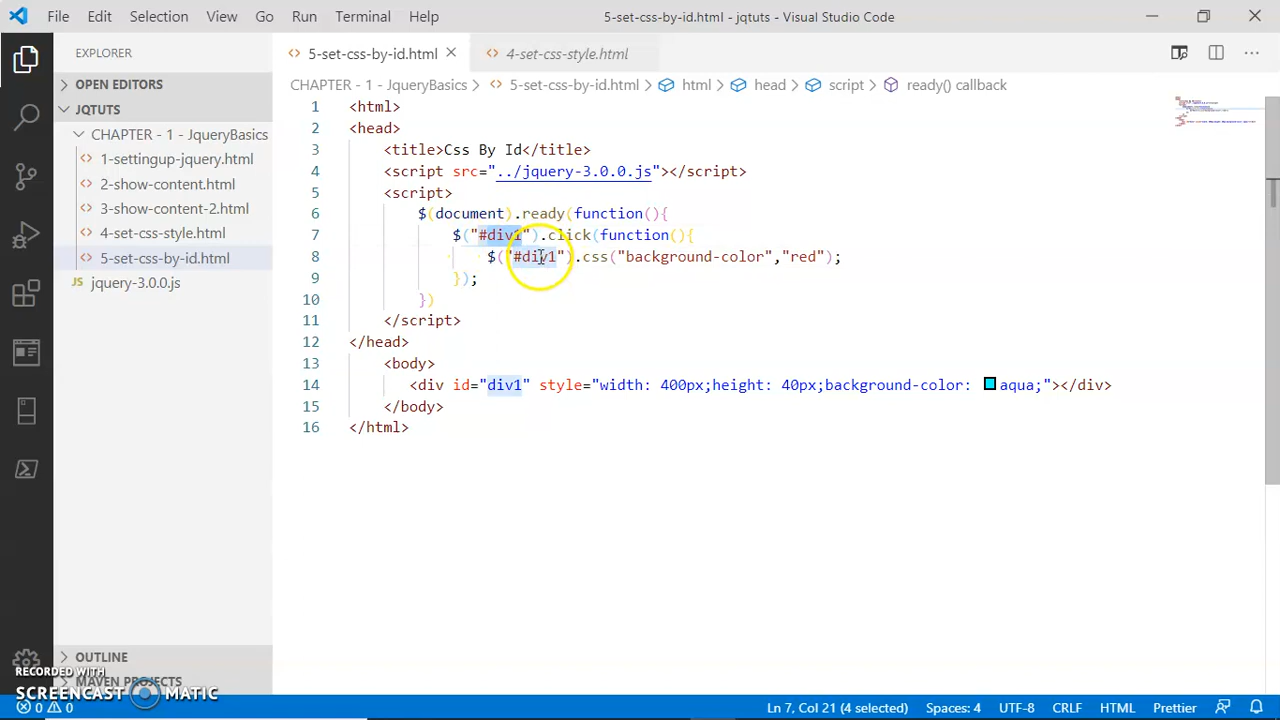 File Edit Selection View Go Run Terminal Help 5-set-css-by-id.html - jqtuts - Visual Studio Code
EXPLORER
OPEN EDITORS
JQTUTS
CHAPTER - 1 - JqueryBasics
1-settingup-jquery.html
2-show-content.html
3-show-content-2.html
4-set-css-style.html
5-set-css-by-id.html
jquery-3.0.0.js
OUTLINE
MAVEN PROJECTS
RECORDED WITH
SCREENCAST MATIC
5-set-css-by-id.html 4-set-css-style.html
CHAPTER - 1 - JqueryBasics > 5-set-css-by-id.html > html > head > script > ready() callback
1 <html>
2 <head>
3 <title>Css By Id</title>
4 <script src="../jquery-3.0.0.js"></script>
5 <script>
6 $(document).ready(function(){
7 $("#div1").click(function(){
8 $("#div1").css("background-color","red");
9 });
10 })
11 </script>
12 </head>
13 <body>
14 <div id="div1" style="width: 400px;height: 40px;background-color: aqua;"></div>
15 </body>
16 </html>
0 0 Ln 7, Col 21 (4 selected) Spaces: 4 UTF-8 CRLF HTML Prettier